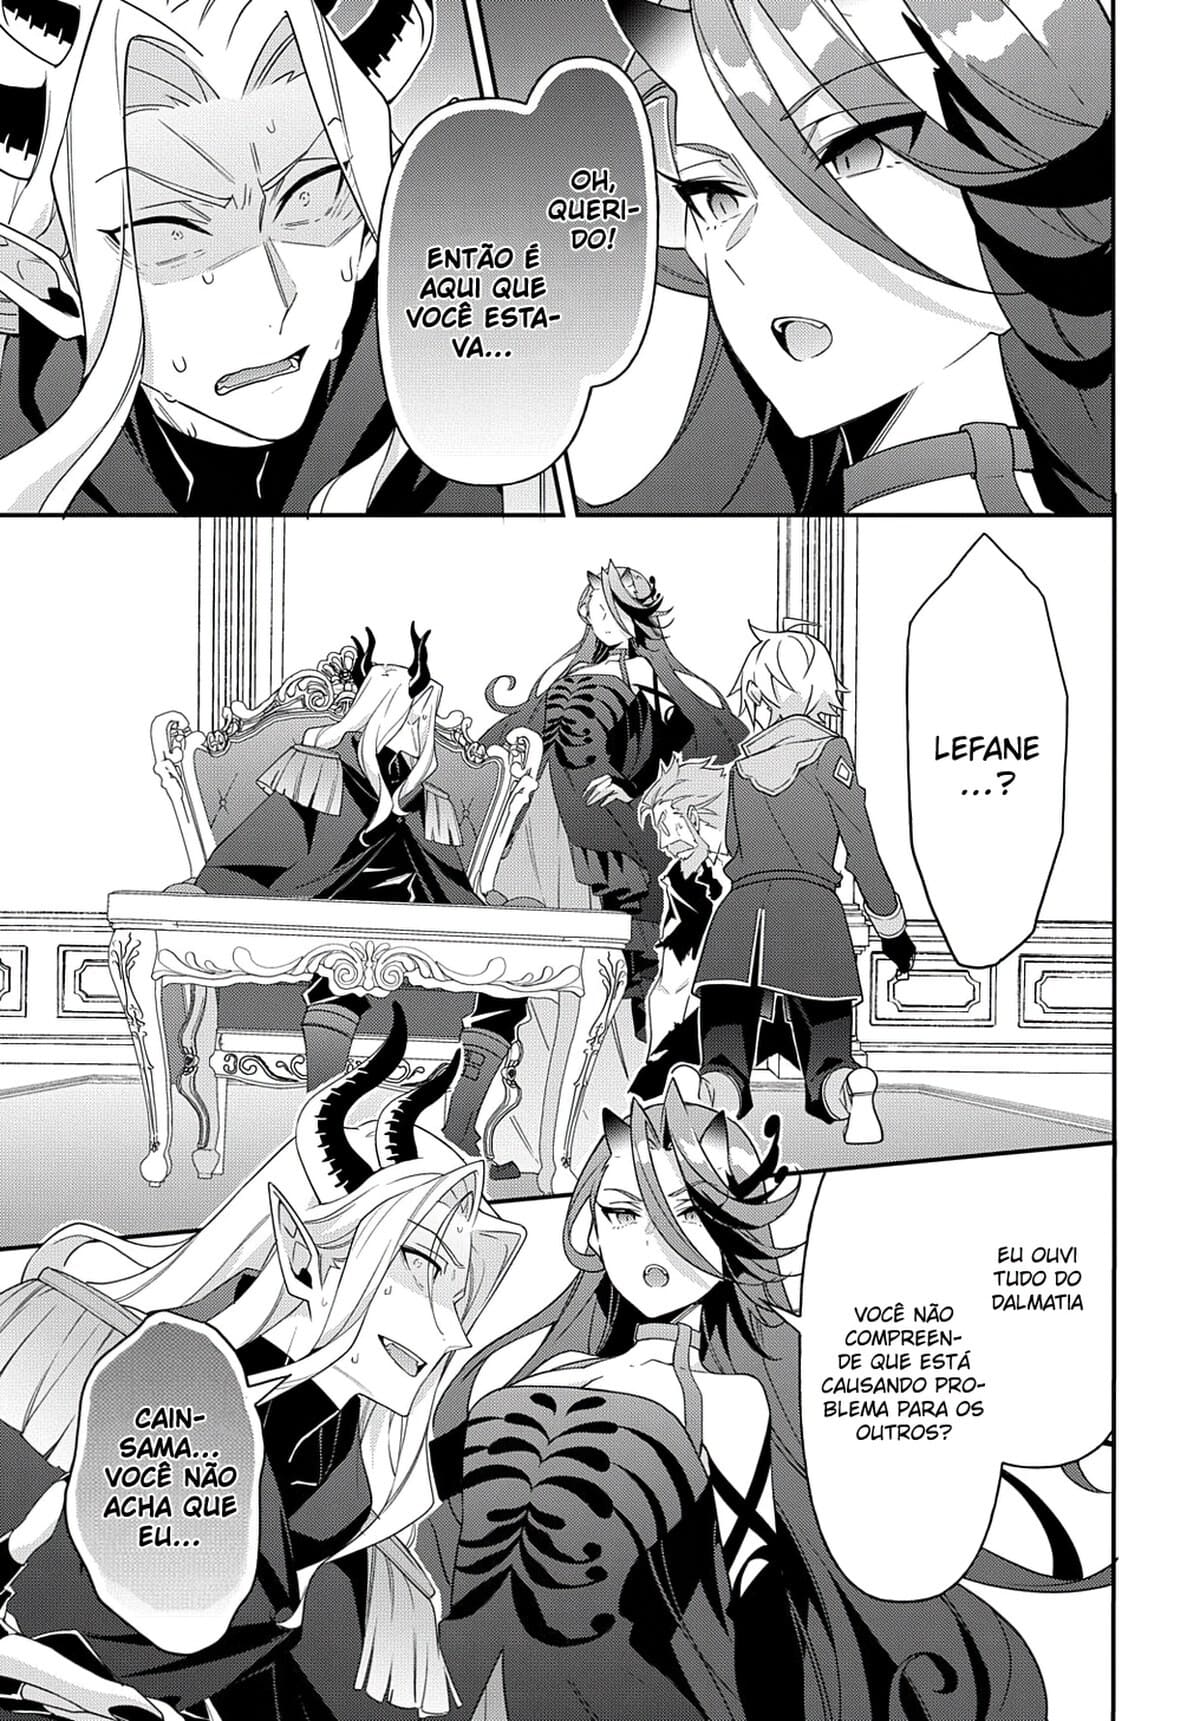 OH,
QUERI-
DO!
ENTÃO É
AQUI QUE
VOCÊ ESTA-
VA...
LEFANE
...?
EU OUVI
TUDO DO
DALMATIA
VOCÊ NÃO
COMPREEN-
DE QUE ESTÁ
CAUSANDO PRO-
BLEMA PARA OS
OUTROS?
CAIN-
SAMA...
VOCÊ NÃO
ACHA QUE
EU...